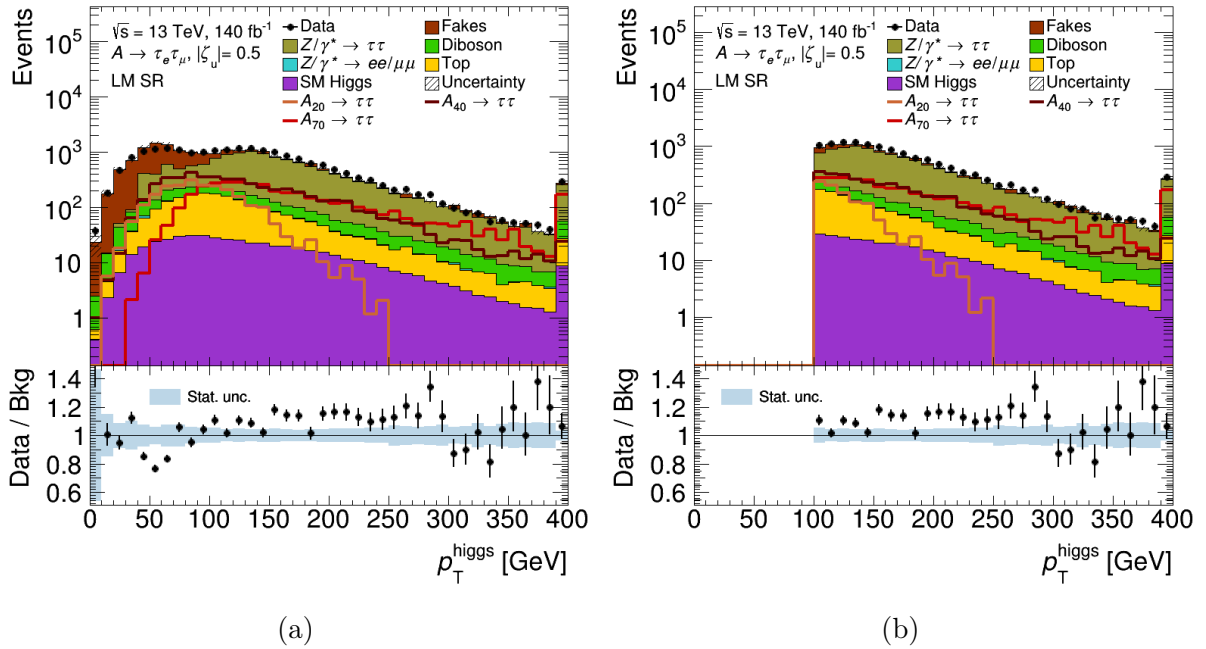 Events
10⁵
10⁴
10³
10²
10
1
√s = 13 TeV, 140 fb⁻¹
A → τₑτ_μ, |ζ_u|= 0.5
LM SR
Data
Z/γ* → ττ
Z/γ* → ee/μμ
SM Higgs
A₂₀ → ττ
A₇₀ → ττ
Fakes
Diboson
Top
Uncertainty
A₄₀ → ττ
Data / Bkg
1.4
1.2
1
0.8
0.6
Stat. unc.
0 50 100 150 200 250 300 350 400
p_T^higgs [GeV]
(a)
Events
10⁵
10⁴
10³
10²
10
1
√s = 13 TeV, 140 fb⁻¹
A → τₑτ_μ, |ζ_u|= 0.5
LM SR
Data
Z/γ* → ττ
Z/γ* → ee/μμ
SM Higgs
A₂₀ → ττ
A₇₀ → ττ
Fakes
Diboson
Top
Uncertainty
A₄₀ → ττ
Data / Bkg
1.4
1.2
1
0.8
0.6
Stat. unc.
0 50 100 150 200 250 300 350 400
p_T^higgs [GeV]
(b)